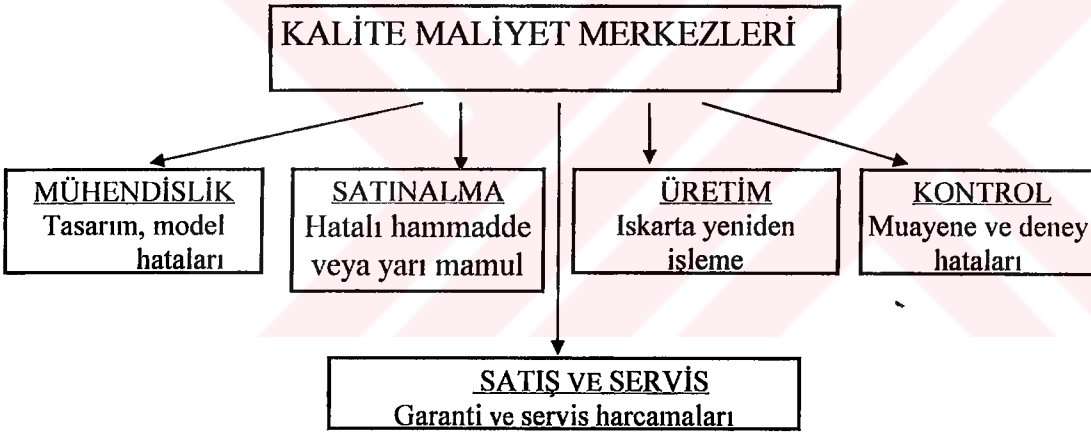 KALİTE MALİYET MERKEZLERİ
MÜHENDİSLİK
Tasarım, model
hataları
SATINALMA
Hatalı hammadde
veya yarı mamul
ÜRETİM
Iskarta yeniden
işleme
KONTROL
Muayene ve deney
hataları
SATIŞ VE SERVİS
Garanti ve servis harcamaları